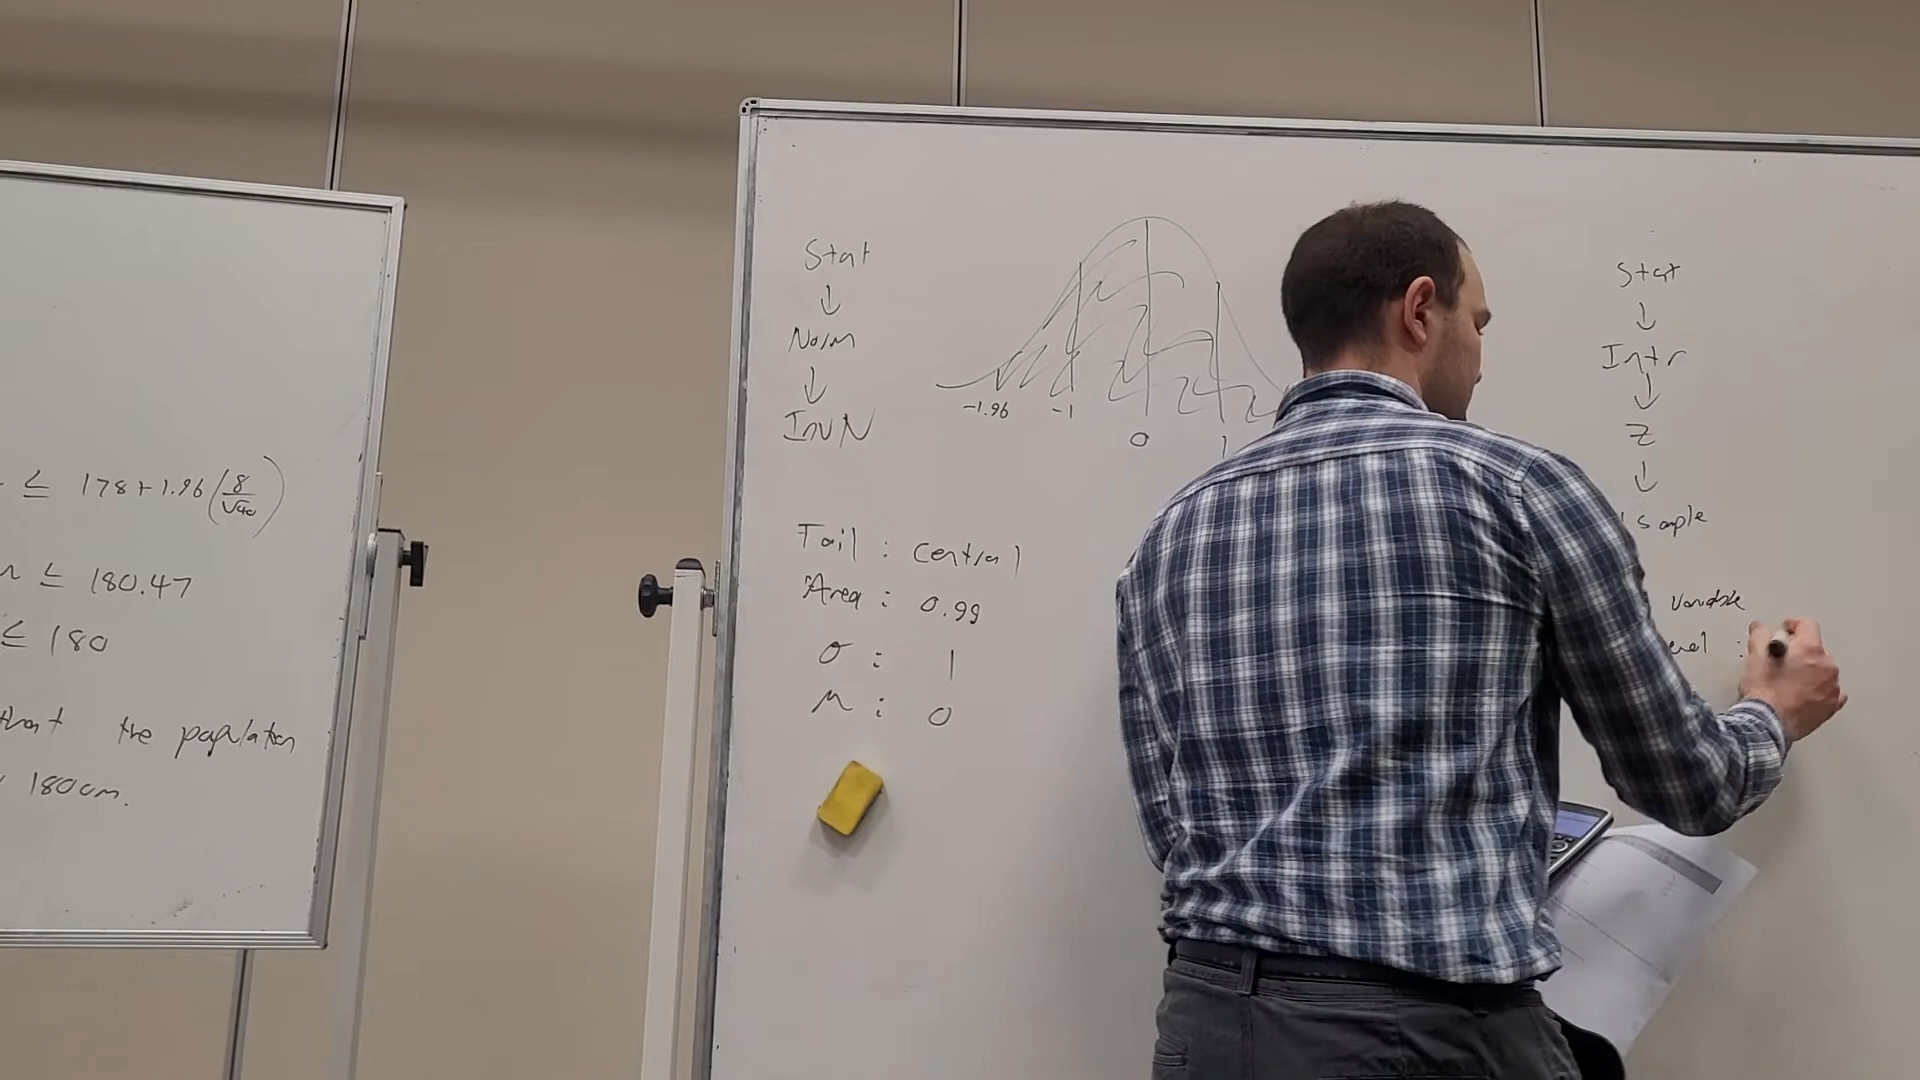 ≤ 178+1.96(8/√40)
≤ 180.47
≤ 180
that the population
180cm.
Stat
↓
Norm
↓
InvN
-1.96 -1
0 1
Tail : Central
Area : 0.99
σ : 1
μ : 0
Stat
↓
Intr
↓
Z
↓
1 sample
Variable
: